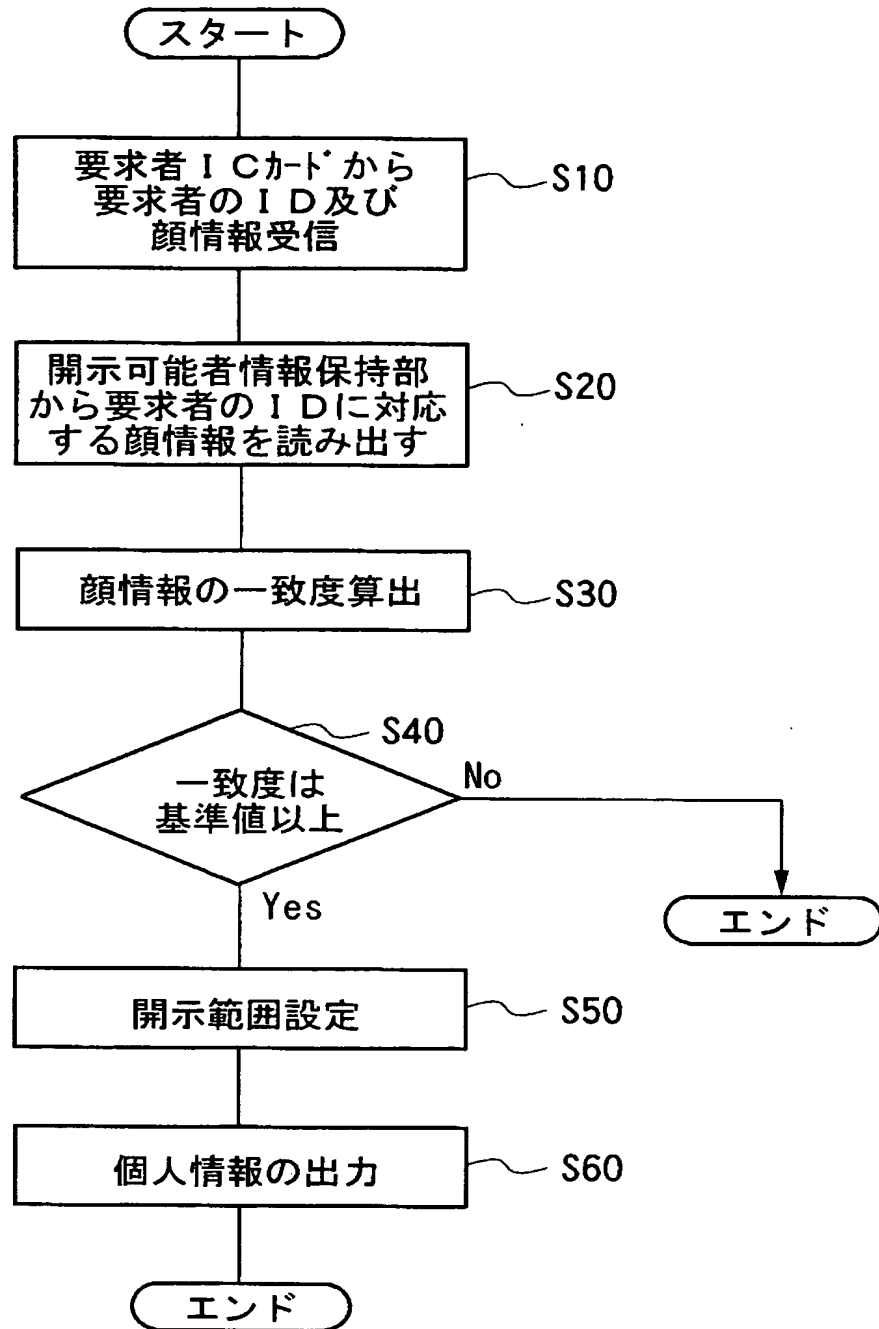 スタート
要求者ＩＣｶｰﾄﾞから
要求者のＩＤ及び
顔情報受信
S10
開示可能者情報保持部
から要求者のＩＤに対応
する顔情報を読み出す
S20
顔情報の一致度算出
S30
S40
一致度は
基準値以上
No
Yes
エンド
開示範囲設定
S50
個人情報の出力
S60
エンド